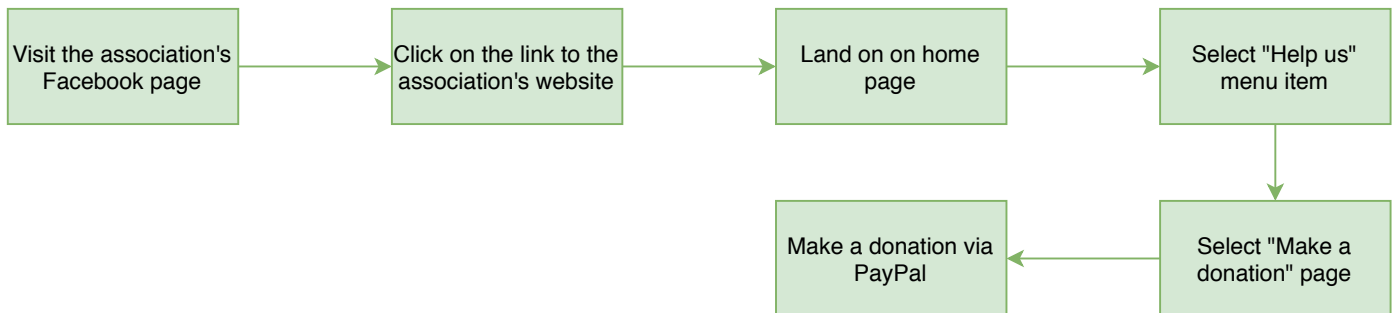 Visit the association's
Facebook page
Click on the link to the
association's website
Land on on home
page
Select "Help us"
menu item
Select "Make a
donation" page
Make a donation via
PayPal